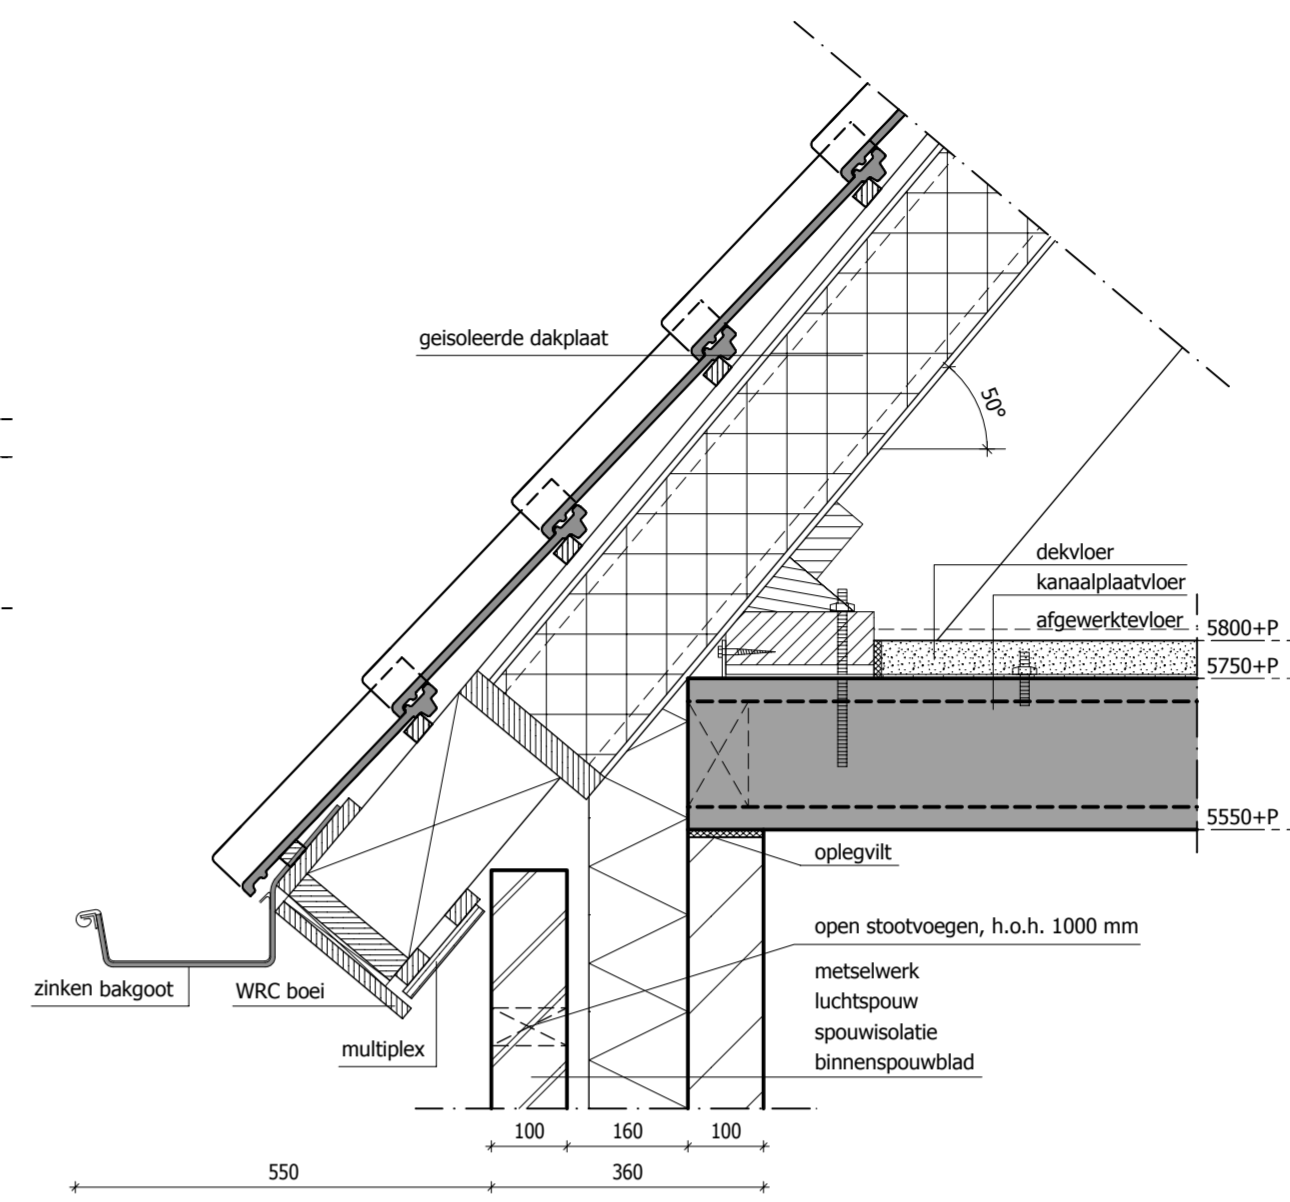 geisoleerde dakplaat
50°
dekvloer
kanaalplaatvloer
afgewerktevloer
5800+P
5750+P
5550+P
oplegvilt
open stootvoegen, h.o.h. 1000 mm
metselwerk
luchtspouw
spouwisolatie
binnenspouwblad
zinken bakgoot
WRC boei
multiplex
100 160 100
550 360